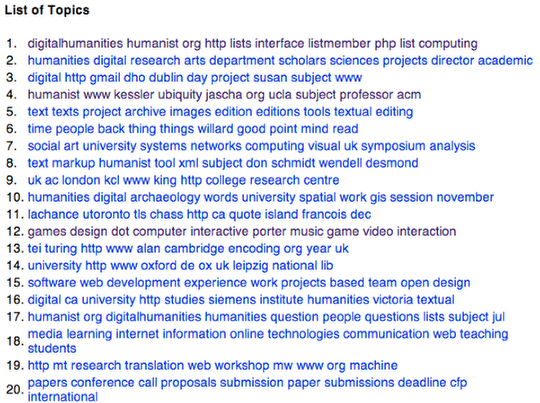 List of Topics
1. digitalhumanities humanist org http lists interface listmember php list computing
2. humanities digital research arts department scholars sciences projects director academic
3. digital http gmail dho dublin day project susan subject www
4. humanist www kessler ubiquity jascha org ucla subject professor acm
5. text texts project archive images edition editions tools textual editing
6. time people back thing things willard good point mind read
7. social art university systems networks computing visual uk symposium analysis
8. text markup humanist tool xml subject don schmidt wendell desmond
9. uk ac london kcl www king http college research centre
10. humanities digital archaeology words university spatial work gis session november
11. lachance utoronto tls chass http ca quote island francois dec
12. games design dot computer interactive porter music game video interaction
13. tei turing http www alan cambridge encoding org year uk
14. university http www oxford de ox uk leipzig national lib
15. software web development experience work projects based team open design
16. digital ca university http studies siemens institute humanities victoria textual
17. humanist org digitalhumanities humanities question people questions lists subject jul
18. media learning internet information online technologies communication web teaching
students
19. http mt research translation web workshop mw www org machine
20. papers conference call proposals submission paper submissions deadline cfp
international